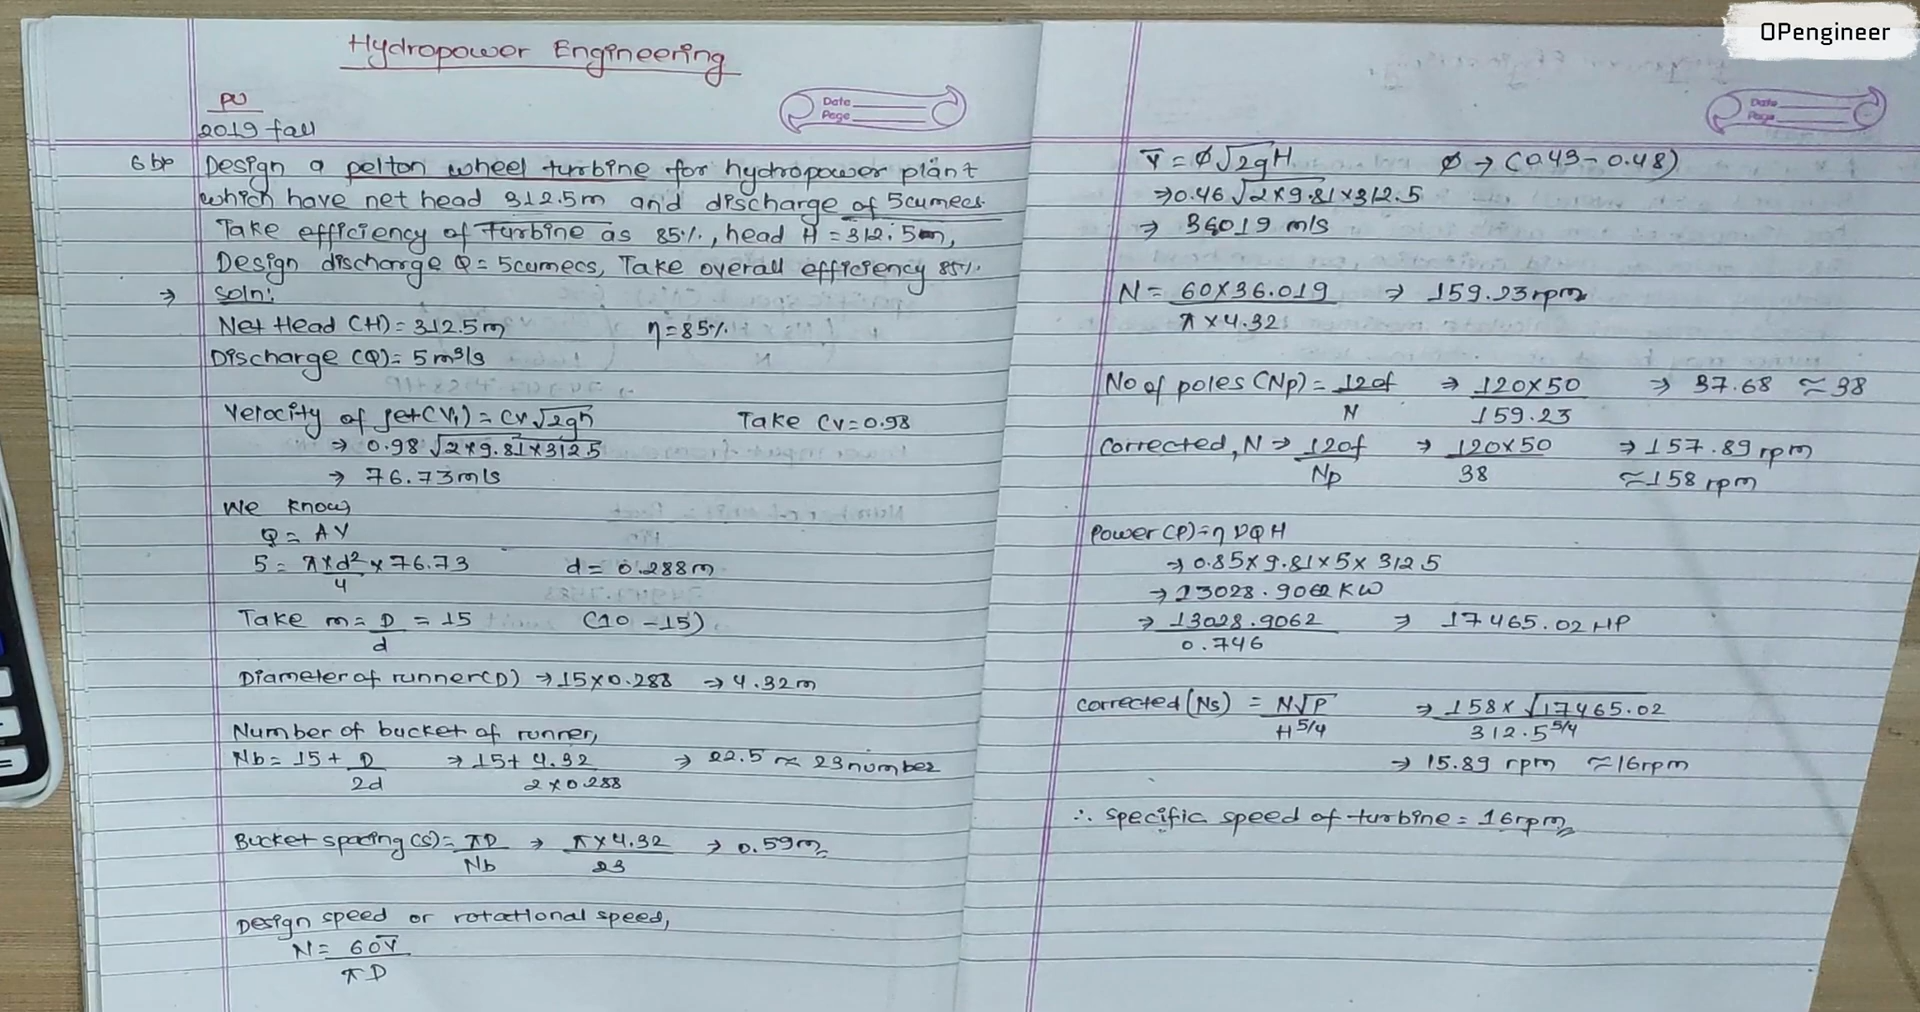 OPengineer
Hydropower Engineering
PU
2019 fall
Date
Page
6 b) Design a pelton wheel turbine for hydropower plant
which have net head 312.5m and discharge of 5cumecs.
Take efficiency of turbine as 85%, head H = 312.5m,
Design discharge Q = 5cumecs, Take overall efficiency 85%.
⇒ Soln:
Net Head (H) = 312.5m η = 85%
Discharge (Q) = 5 m³/s
Velocity of jet (V₁) = Cv√2gh Take Cv = 0.98
⇒ 0.98 √2×9.81×312.5
⇒ 76.73m/s
We know,
Q = AV
5 = π×d²/4 × 76.73 d = 0.288m
Take m = D/d = 15 (10 - 15)
Diameter of runner (D) → 15×0.288 → 4.32m
Number of bucket of runner,
Nb = 15 + D/2d → 15 + 4.32/2×0.288 → 22.5 ≈ 23 number
Bucket spacing (s) = πD/Nb → π×4.32/23 → 0.59m
Design speed or rotational speed,
N = 60V̅/πD
Date
Page
V̅ = Ø√2gH Ø → (0.43 - 0.48)
⇒ 0.46 √2×9.81×312.5
⇒ 36019 m/s
N = 60×36.019/π×4.32 ⇒ 159.23rpm
No of poles (Np) = 120f/N ⇒ 120×50/159.23 ⇒ 37.68 ≈ 38
Corrected, N ⇒ 120f/Np ⇒ 120×50/38 ⇒ 157.89 rpm
≈ 158 rpm
Power (P) = η γQH
⇒ 0.85×9.81×5×312.5
⇒ 13028.9062 KW
⇒ 13028.9062/0.746 ⇒ 17465.02 HP
Corrected (Ns) = N√P/H^5/4 ⇒ 158×√17465.02/312.5^5/4
⇒ 15.89 rpm ≈ 16rpm
∴ Specific speed of turbine = 16rpm